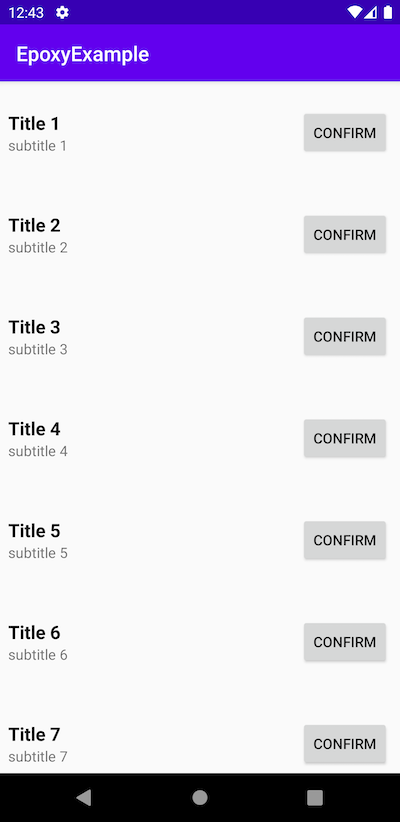 12:43
EpoxyExample
Title 1
subtitle 1
CONFIRM
Title 2
subtitle 2
CONFIRM
Title 3
subtitle 3
CONFIRM
Title 4
subtitle 4
CONFIRM
Title 5
subtitle 5
CONFIRM
Title 6
subtitle 6
CONFIRM
Title 7
subtitle 7
CONFIRM